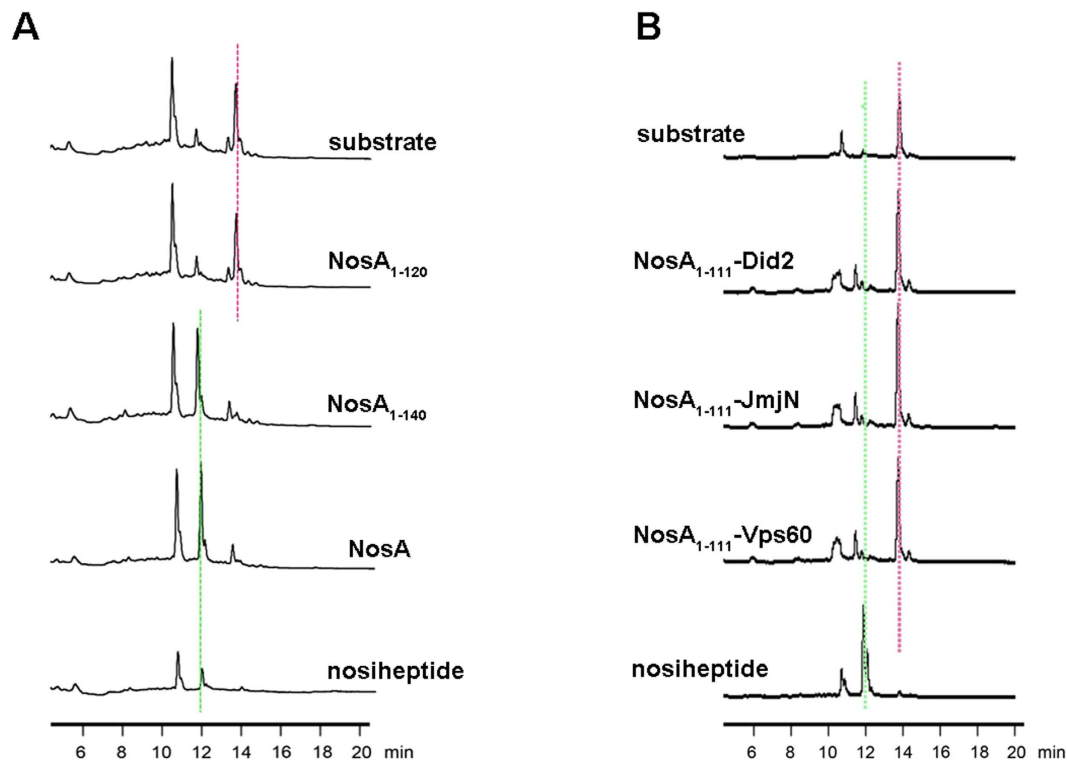 A
substrate
NosA1-120
NosA1-140
NosA
nosiheptide
6 8 10 12 14 16 18 20 min
B
substrate
NosA1-111-Did2
NosA1-111-JmjN
NosA1-111-Vps60
nosiheptide
6 8 10 12 14 16 18 20 min